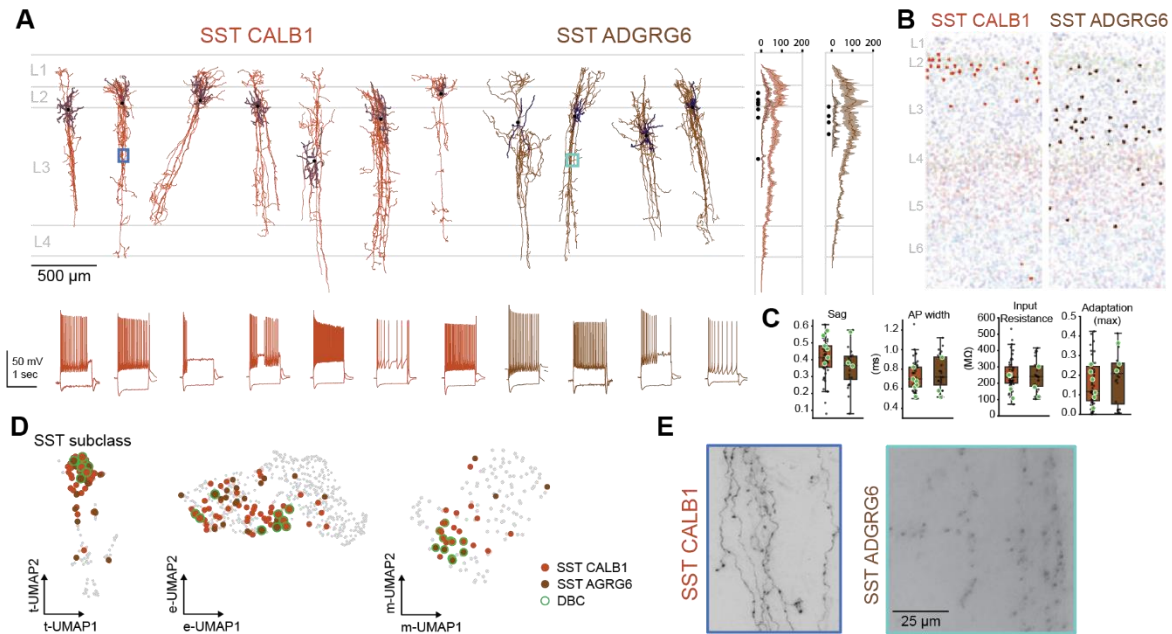 A
SST CALB1
SST ADGRG6
L1
L2
L3
L4
500 µm
0 100 200
0 100 200
50 mV
1 sec
B
SST CALB1
SST ADGRG6
L1
L2
L3
L4
L5
L6
C
Sag
0.6
0.5
0.4
0.3
0.2
0.1
AP width
(ms)
1.2
1.0
0.8
0.6
0.4
Input
Resistance
(MΩ)
600
500
400
300
200
100
0
Adaptation
(max)
0.5
0.4
0.3
0.2
0.1
0.0
D
SST subclass
t-UMAP2
t-UMAP1
e-UMAP2
e-UMAP1
m-UMAP2
m-UMAP1
SST CALB1
SST AGRG6
DBC
E
SST CALB1
SST ADGRG6
25 µm